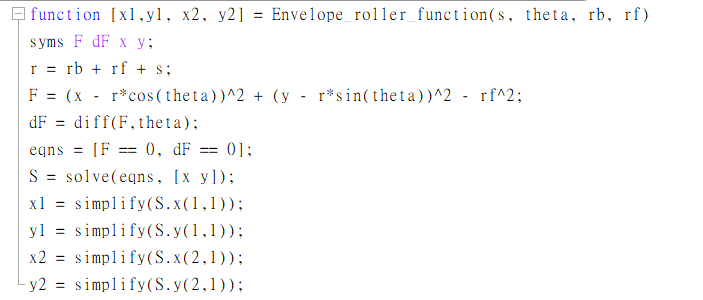 function [x1,y1, x2, y2] = Envelope_roller_function(s, theta, rb, rf)
syms F dF x y;
r = rb + rf + s;
F = (x - r*cos(theta))^2 + (y - r*sin(theta))^2 - rf^2;
dF = diff(F,theta);
eqns = [F == 0, dF == 0];
S = solve(eqns, [x y]);
x1 = simplify(S.x(1,1));
y1 = simplify(S.y(1,1));
x2 = simplify(S.x(2,1));
y2 = simplify(S.y(2,1));